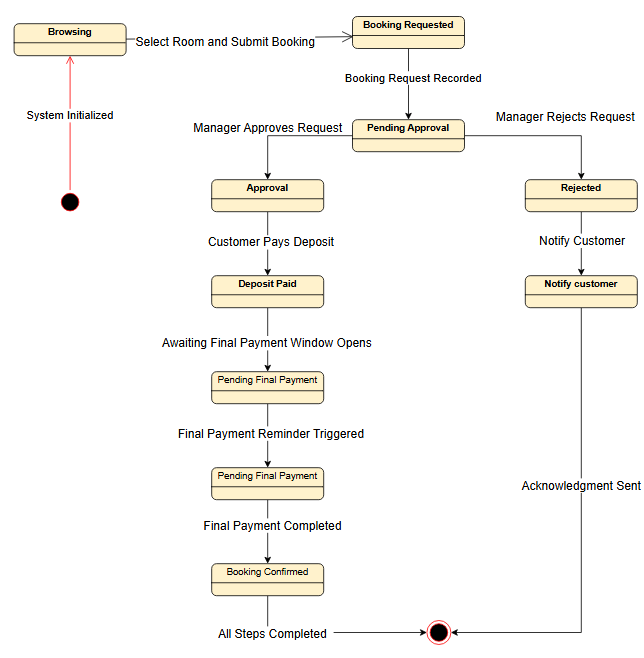 Browsing
Select Room and Submit Booking
Booking Requested
Booking Request Recorded
System Initialized
Pending Approval
Manager Approves Request
Manager Rejects Request
Approval
Rejected
Customer Pays Deposit
Notify Customer
Deposit Paid
Notify customer
Awaiting Final Payment Window Opens
Pending Final Payment
Final Payment Reminder Triggered
Pending Final Payment
Acknowledgment Sent
Final Payment Completed
Booking Confirmed
All Steps Completed